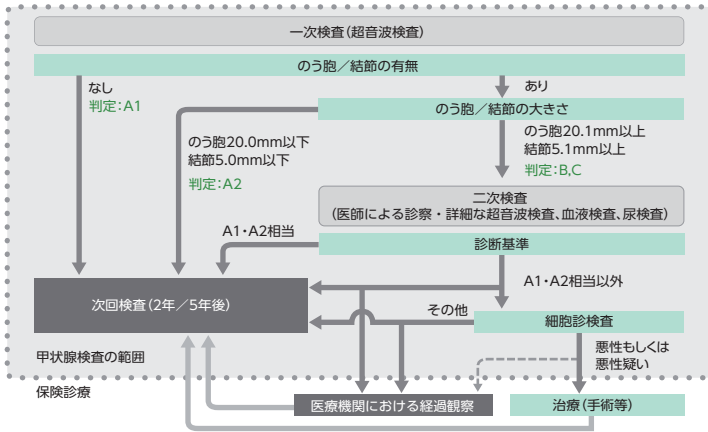 一次検査（超音波検査）
のう胞／結節の有無
なし
判定：A1
あり
のう胞／結節の大きさ
のう胞20.0mm以下
結節5.0mm以下
判定：A2
のう胞20.1mm以上
結節5.1mm以上
判定：B,C
二次検査
（医師による診察・詳細な超音波検査、血液検査、尿検査）
A1・A2相当
診断基準
A1・A2相当以外
次回検査（2年／5年後）
その他
細胞診検査
悪性もしくは
悪性疑い
甲状腺検査の範囲
保険診療
医療機関における経過観察
治療（手術等）